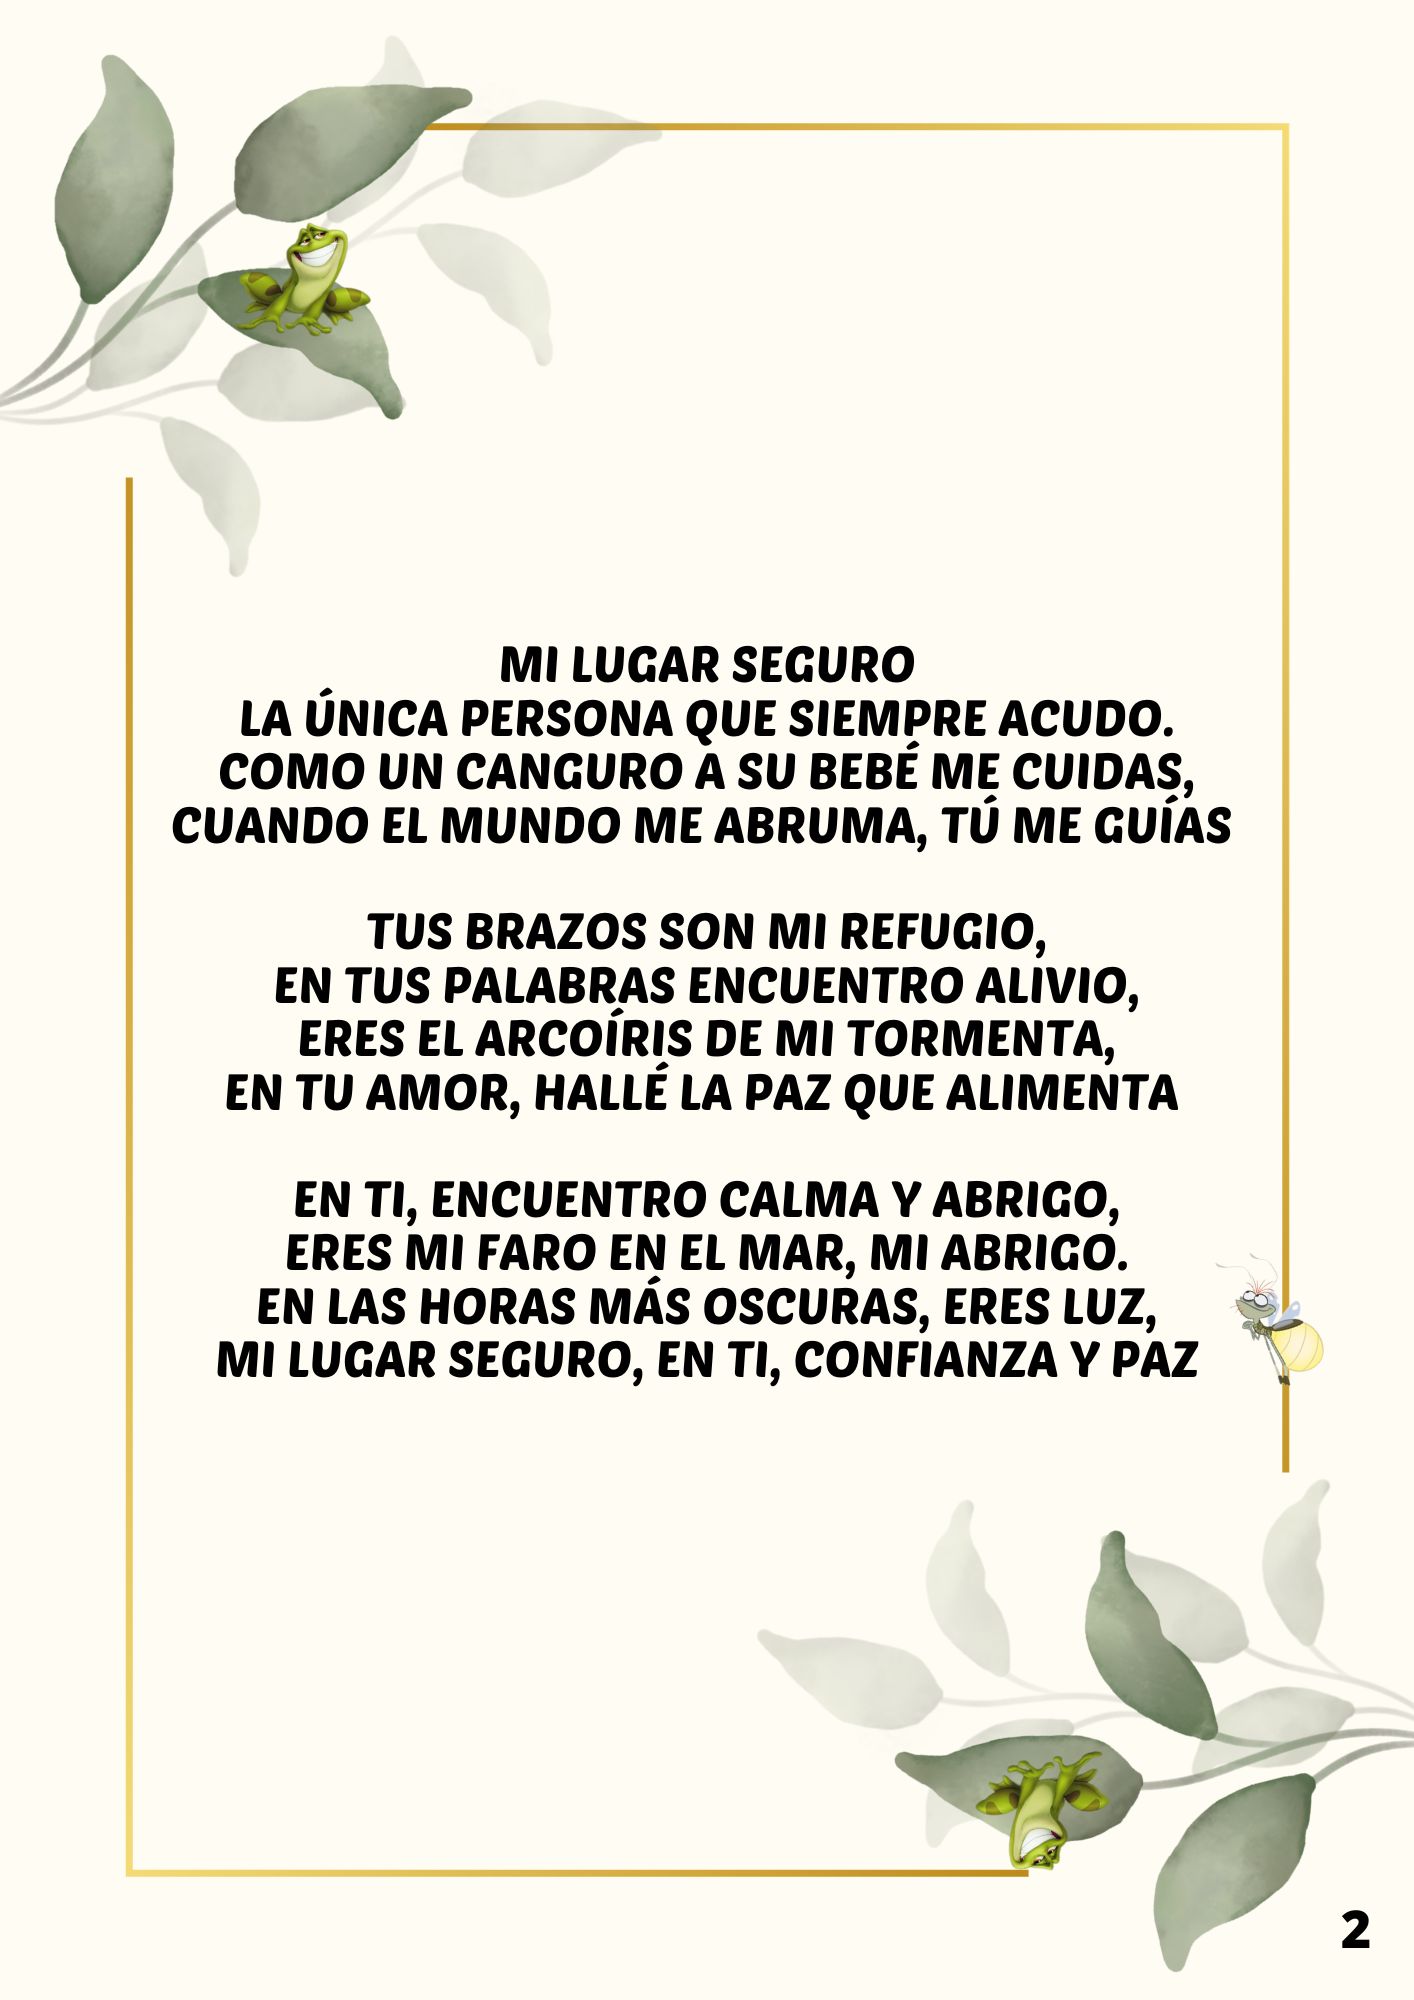 MI LUGAR SEGURO
LA ÚNICA PERSONA QUE SIEMPRE ACUDO.
COMO UN CANGURO A SU BEBÉ ME CUIDAS,
CUANDO EL MUNDO ME ABRUMA, TÚ ME GUÍAS
TUS BRAZOS SON MI REFUGIO,
EN TUS PALABRAS ENCUENTRO ALIVIO,
ERES EL ARCOÍRIS DE MI TORMENTA,
EN TU AMOR, HALLÉ LA PAZ QUE ALIMENTA
EN TI, ENCUENTRO CALMA Y ABRIGO,
ERES MI FARO EN EL MAR, MI ABRIGO.
EN LAS HORAS MÁS OSCURAS, ERES LUZ,
MI LUGAR SEGURO, EN TI, CONFIANZA Y PAZ
2